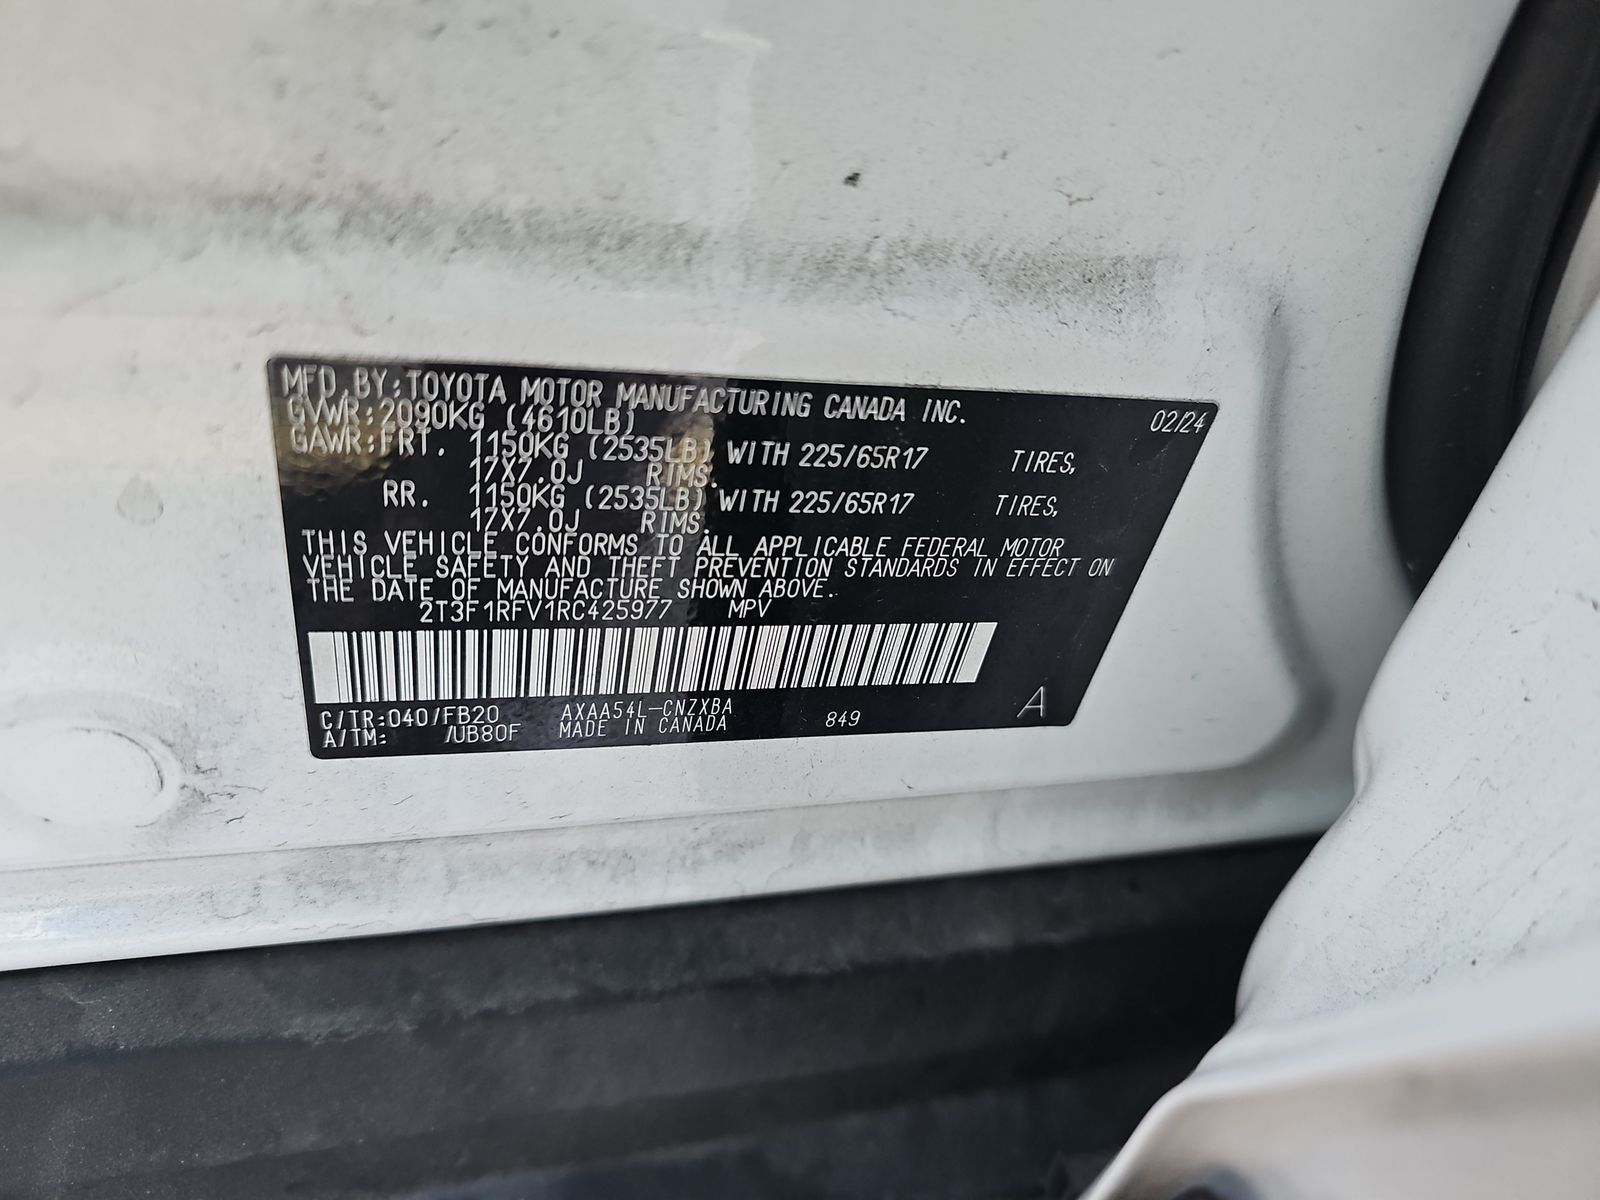 MFD.BY:TOYOTA MOTOR MANUFACTURING CANADA INC. 02/24
GVWR:2090KG (4610LB)
GAWR:FRT. 1150KG (2535LB) WITH 225/65R17 TIRES,
17X7.0J RIMS.
RR. 1150KG (2535LB) WITH 225/65R17 TIRES,
17X7.0J RIMS.
THIS VEHICLE CONFORMS TO ALL APPLICABLE FEDERAL MOTOR
VEHICLE SAFETY AND THEFT PREVENTION STANDARDS IN EFFECT ON
THE DATE OF MANUFACTURE SHOWN ABOVE.
2T3F1RFV1RC425977 MPV
C/TR:040/FB20 AXAA54L-CNZXBA 849 A
A/TM: /UB80F MADE IN CANADA